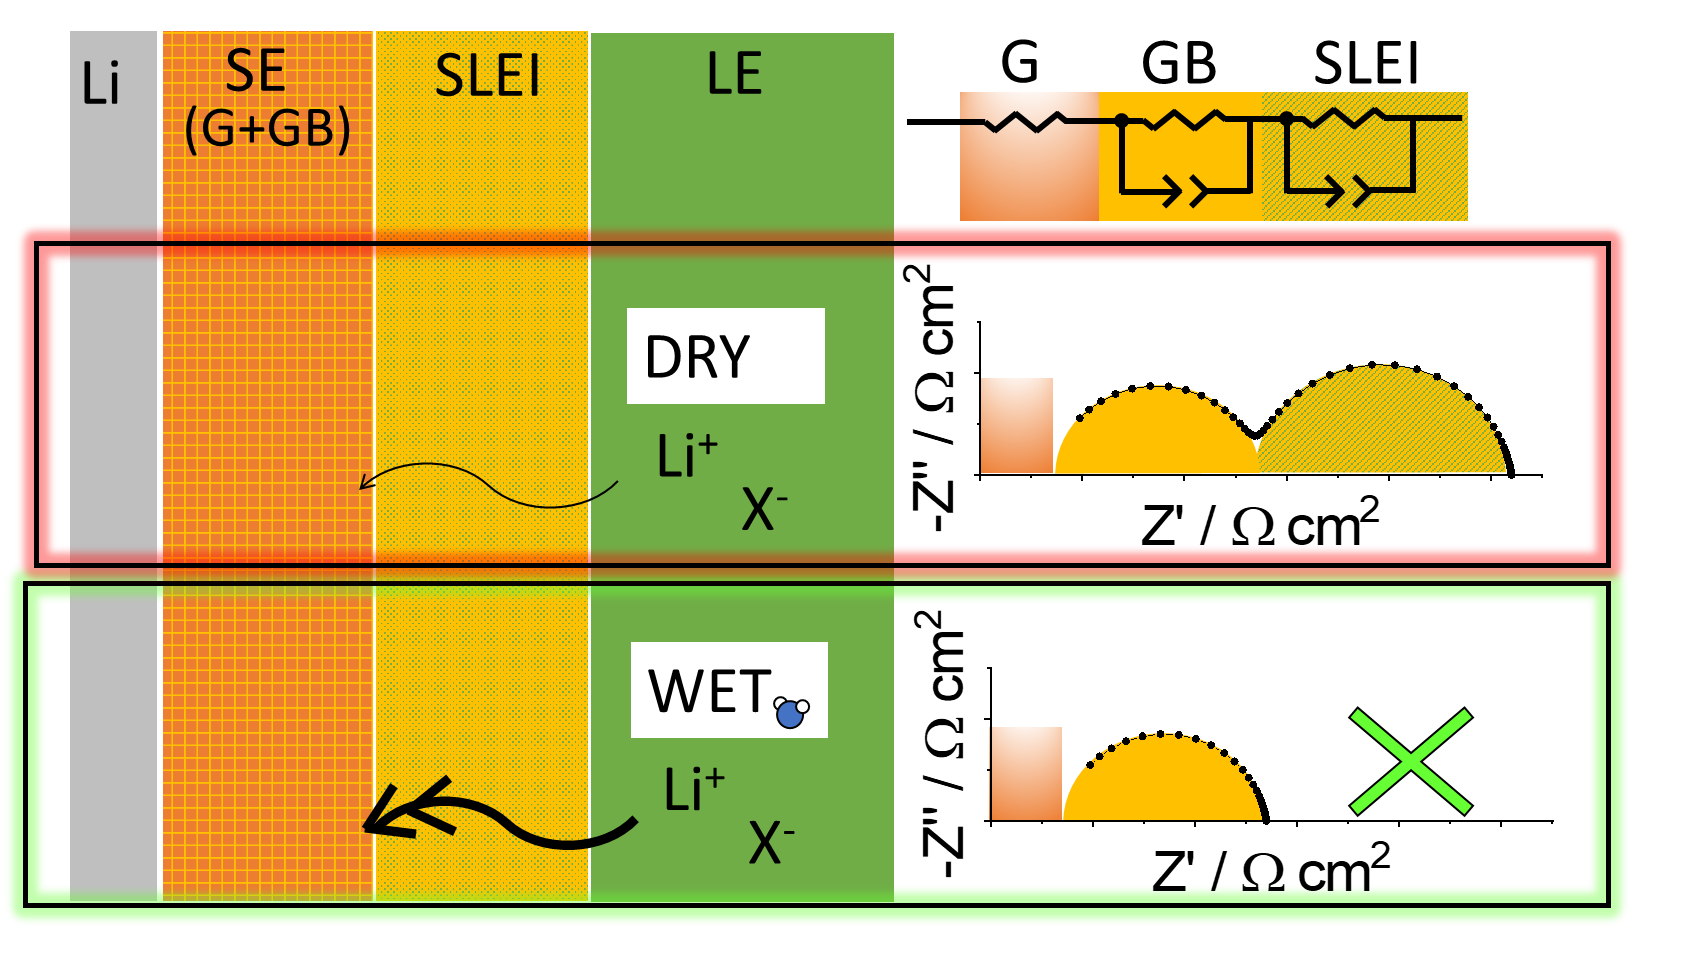 Li
SE
(G+GB)
SLEI
LE
G GB SLEI
DRY
Li⁺
X⁻
-Z'' / Ω cm²
Z' / Ω cm²
WET
Li⁺
X⁻
-Z'' / Ω cm²
Z' / Ω cm²